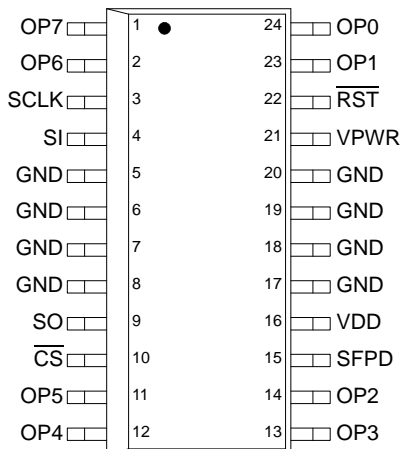 OP7 1 24 OP0
OP6 2 23 OP1
SCLK 3 22 R̅S̅T̅
SI 4 21 VPWR
GND 5 20 GND
GND 6 19 GND
GND 7 18 GND
GND 8 17 GND
SO 9 16 VDD
C̅S̅ 10 15 SFPD
OP5 11 14 OP2
OP4 12 13 OP3